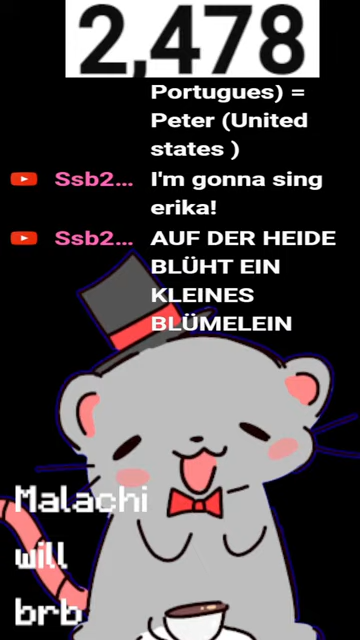 2,478
Portugues) =
Peter (United
states )
Ssb2... I'm gonna sing
erika!
Ssb2... AUF DER HEIDE
BLÜHT EIN
KLEINES
BLÜMELEIN
Malachi
will
brb